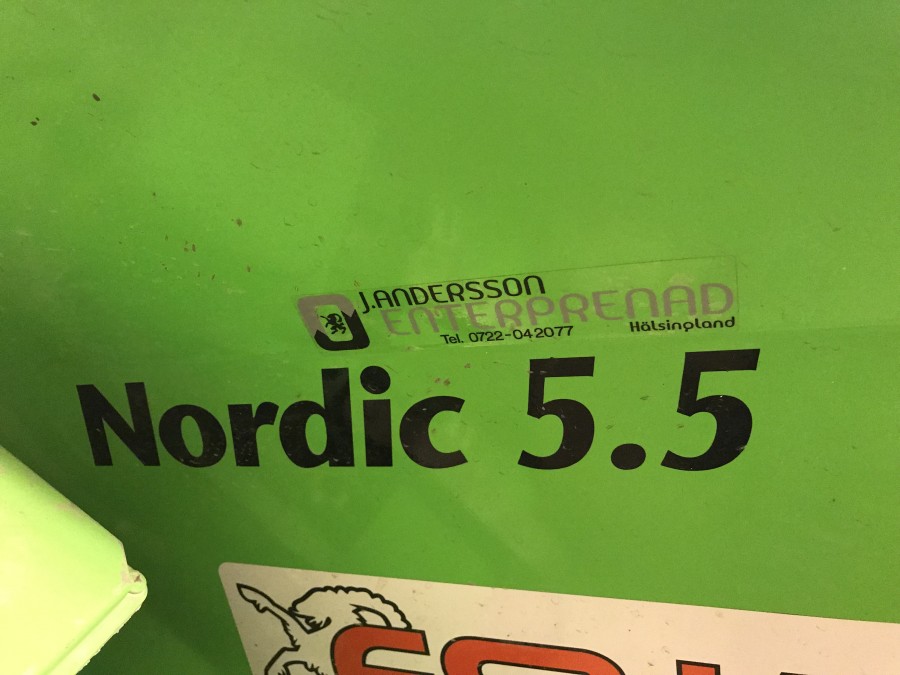 J.ANDERSSON
ENTERPRENAD
Tel. 0722-042077 Hälsingland
Nordic 5.5